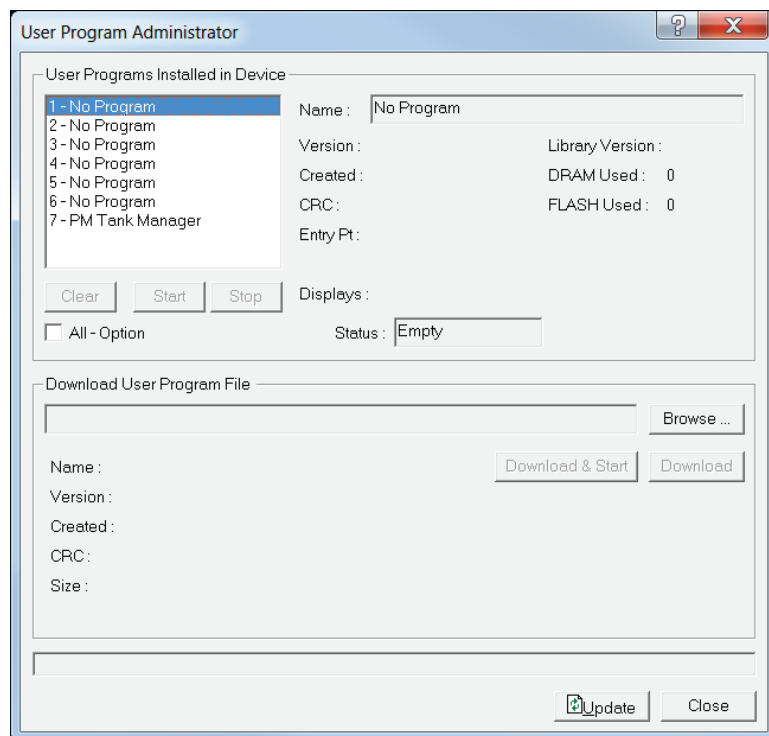 User Program Administrator
User Programs Installed in Device
1 - No Program
2 - No Program
3 - No Program
4 - No Program
5 - No Program
6 - No Program
7 - PM Tank Manager
Name : No Program
Version : Library Version :
Created : DRAM Used : 0
CRC : FLASH Used : 0
Entry Pt :
Clear Start Stop Displays :
All - Option Status : Empty
Download User Program File
Browse ...
Name : Download & Start Download
Version :
Created :
CRC :
Size :
Update Close